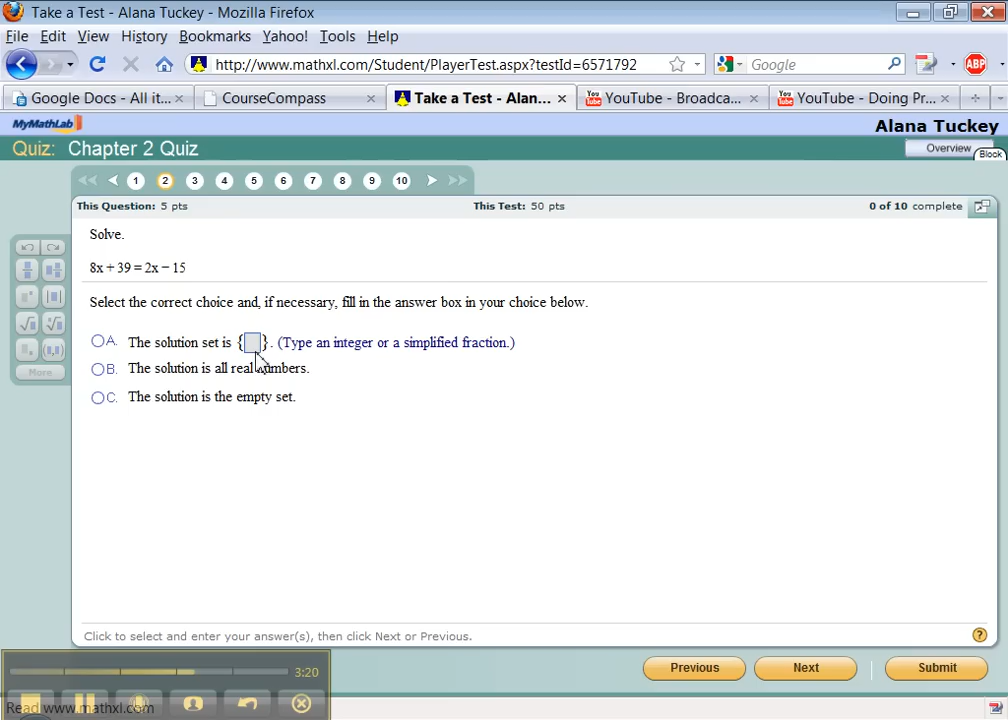 Take a Test - Alana Tuckey - Mozilla Firefox
File Edit View History Bookmarks Yahoo! Tools Help
http://www.mathxl.com/Student/PlayerTest.aspx?testId=6571792 Google ABP
Google Docs - All it... CourseCompass Take a Test - Alan... YouTube - Broadca... YouTube - Doing Pr...
MyMathLab Alana Tuckey
Quiz: Chapter 2 Quiz Overview
Block
1 2 3 4 5 6 7 8 9 10
This Question: 5 pts This Test: 50 pts 0 of 10 complete
Solve.
8x + 39 = 2x − 15
Select the correct choice and, if necessary, fill in the answer box in your choice below.
A. The solution set is { }. (Type an integer or a simplified fraction.)
B. The solution is all real numbers.
C. The solution is the empty set.
More
Click to select and enter your answer(s), then click Next or Previous. ?
3:20
Previous Next Submit
Read www.mathxl.com